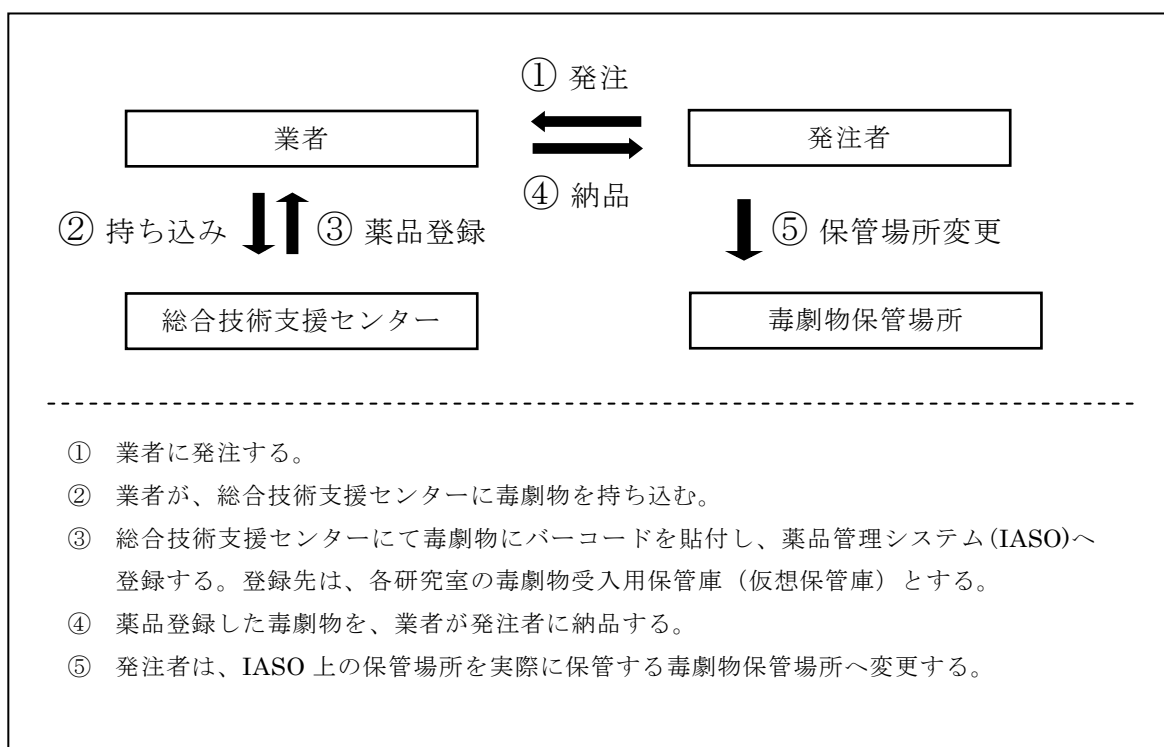 ① 発注
業者
発注者
④ 納品
② 持ち込み
③ 薬品登録
⑤ 保管場所変更
総合技術支援センター
毒劇物保管場所
① 業者に発注する。
② 業者が、総合技術支援センターに毒劇物を持ち込む。
③ 総合技術支援センターにて毒劇物にバーコードを貼付し、薬品管理システム(IASO)へ
登録する。登録先は、各研究室の毒劇物受入用保管庫（仮想保管庫）とする。
④ 薬品登録した毒劇物を、業者が発注者に納品する。
⑤ 発注者は、IASO 上の保管場所を実際に保管する毒劇物保管場所へ変更する。